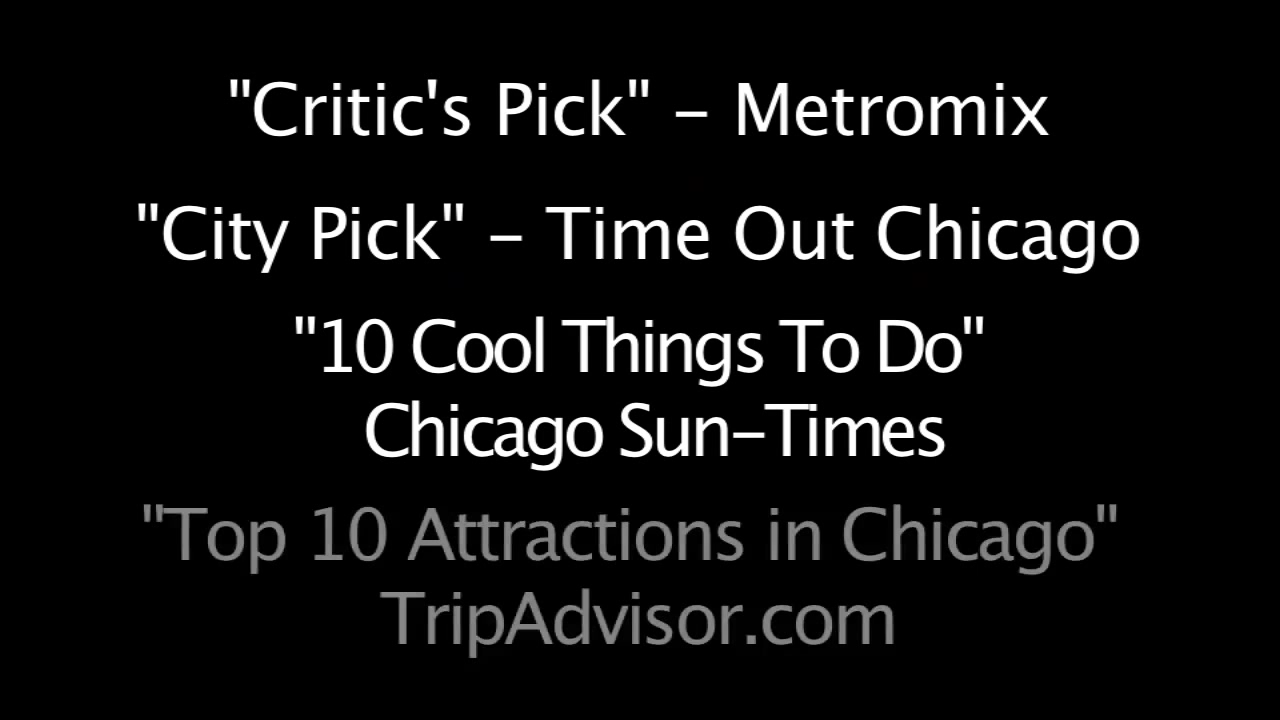 "Critic's Pick" - Metromix
"City Pick" - Time Out Chicago
"10 Cool Things To Do"
Chicago Sun-Times
"Top 10 Attractions in Chicago"
TripAdvisor.com